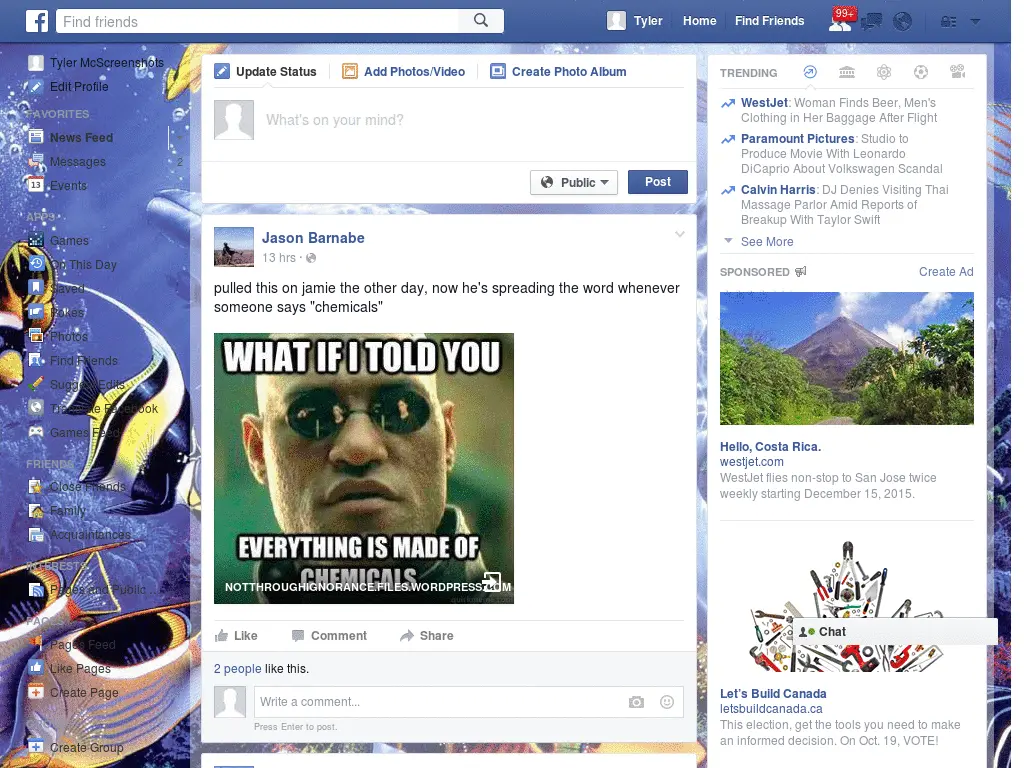 Find friends
Tyler
Home
Find Friends
99+
Tyler McScreenshots
Edit Profile
FAVORITES
News Feed
Messages
2
Events
13
APPS
Games
On This Day
Saved
Pokes
Photos
Find Friends
Suggest Edits
Translate Facebook
Games Feed
FRIENDS
Close Friends
Family
Acquaintances
INTERESTS
Pages and Public ...
PAGES
Pages Feed
Like Pages
Create Page
Create Group
Update Status
Add Photos/Video
Create Photo Album
What's on your mind?
Public
Post
Jason Barnabe
13 hrs ·
pulled this on jamie the other day, now he's spreading the word whenever
someone says "chemicals"
WHAT IF I TOLD YOU
EVERYTHING IS MADE OF
CHEMICALS
NOTTHROUGHIGNORANCE.FILES.WORDPRESS.COM
Like
Comment
Share
2 people like this.
Write a comment...
Press Enter to post.
TRENDING
WestJet: Woman Finds Beer, Men's
Clothing in Her Baggage After Flight
Paramount Pictures: Studio to
Produce Movie With Leonardo
DiCaprio About Volkswagen Scandal
Calvin Harris: DJ Denies Visiting Thai
Massage Parlor Amid Reports of
Breakup With Taylor Swift
See More
SPONSORED
Create Ad
Hello, Costa Rica.
westjet.com
WestJet flies non-stop to San Jose twice
weekly starting December 15, 2015.
Chat
Let's Build Canada
letsbuildcanada.ca
This election, get the tools you need to make
an informed decision. On Oct. 19, VOTE!